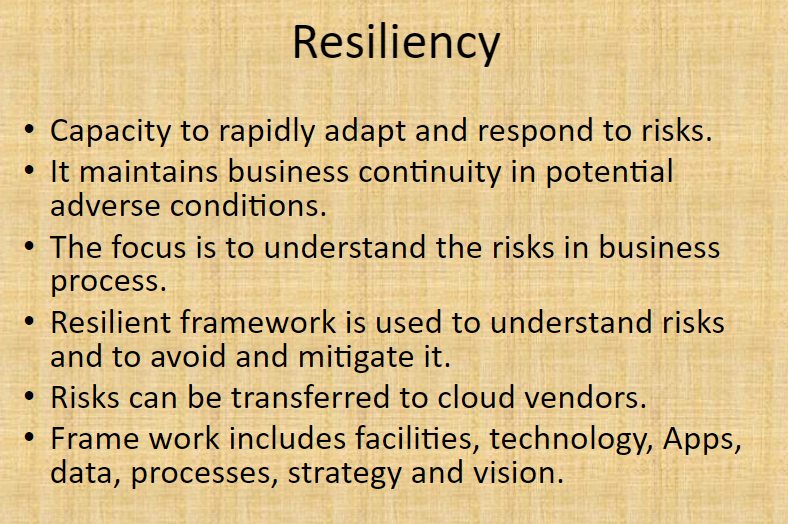 Resiliency
• Capacity to rapidly adapt and respond to risks.
• It maintains business continuity in potential
adverse conditions.
• The focus is to understand the risks in business
process.
• Resilient framework is used to understand risks
and to avoid and mitigate it.
• Risks can be transferred to cloud vendors.
• Frame work includes facilities, technology, Apps,
data, processes, strategy and vision.